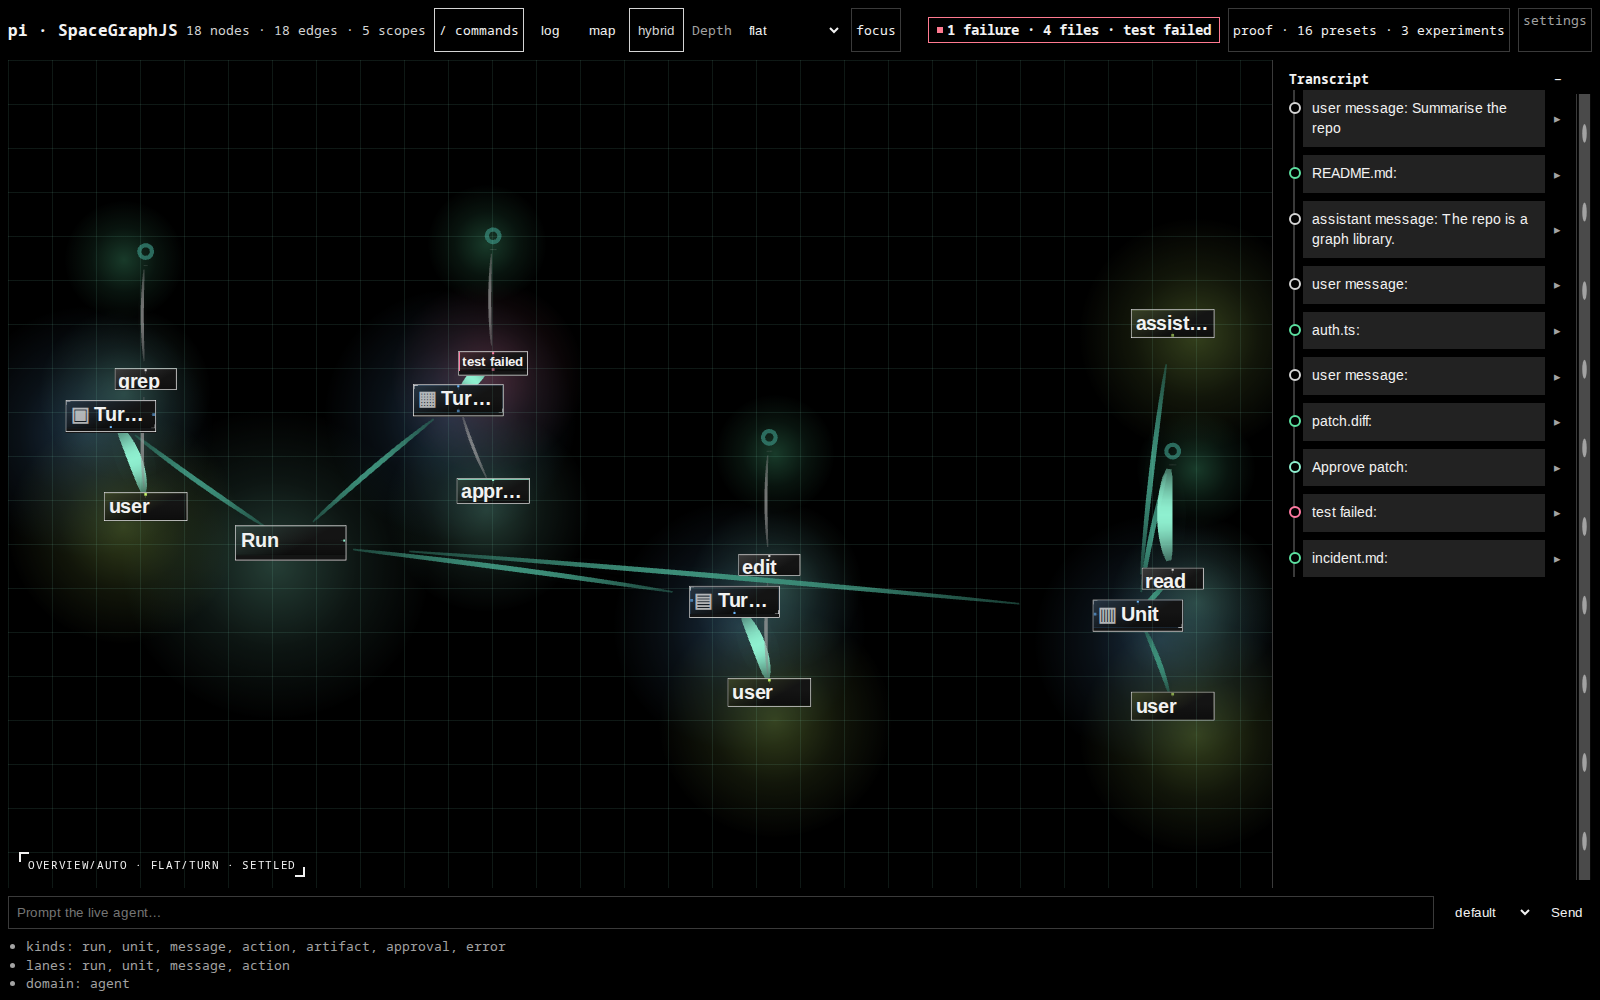 pi · SpaceGraphJS 18 nodes · 18 edges · 5 scopes / commands log map hybrid Depth flat focus 1 failure · 4 files · test failed proof · 16 presets · 3 experiments settings
Transcript –
user message: Summarise the
repo
README.md:
assistant message: The repo is a
graph library.
user message:
auth.ts:
user message:
patch.diff:
Approve patch:
test failed:
incident.md:
assist…
test failed
grep
Tur…
Tur…
appr…
user
Run
edit
read
Tur…
Unit
user
user
OVERVIEW/AUTO · FLAT/TURN · SETTLED
Prompt the live agent… default Send
kinds: run, unit, message, action, artifact, approval, error
lanes: run, unit, message, action
domain: agent